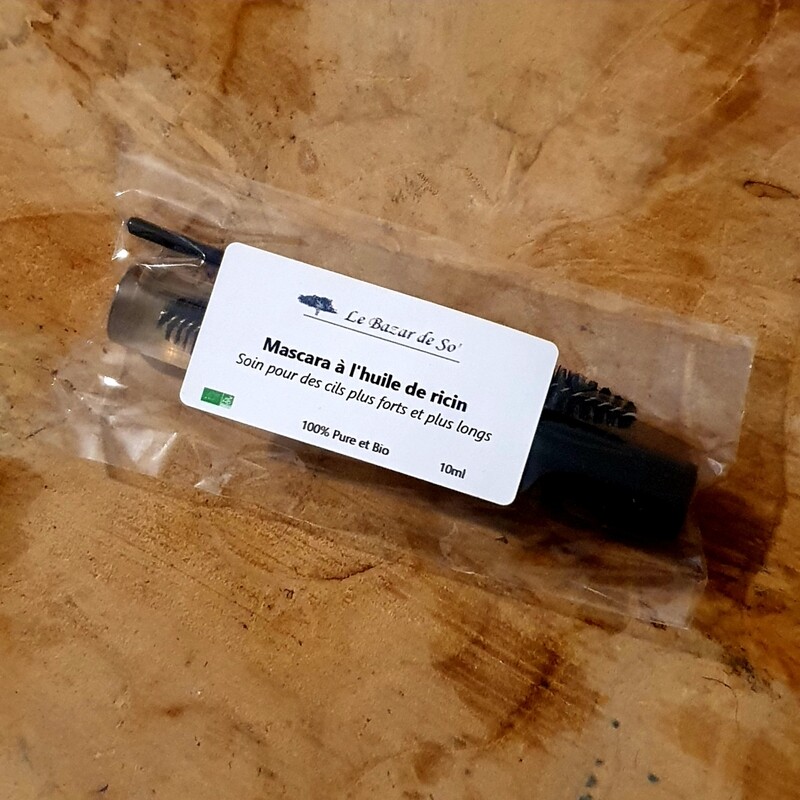 Le Bazar de So'
Mascara à l'huile de ricin
Soin pour des cils plus forts et plus longs
100% Pure et Bio
10ml